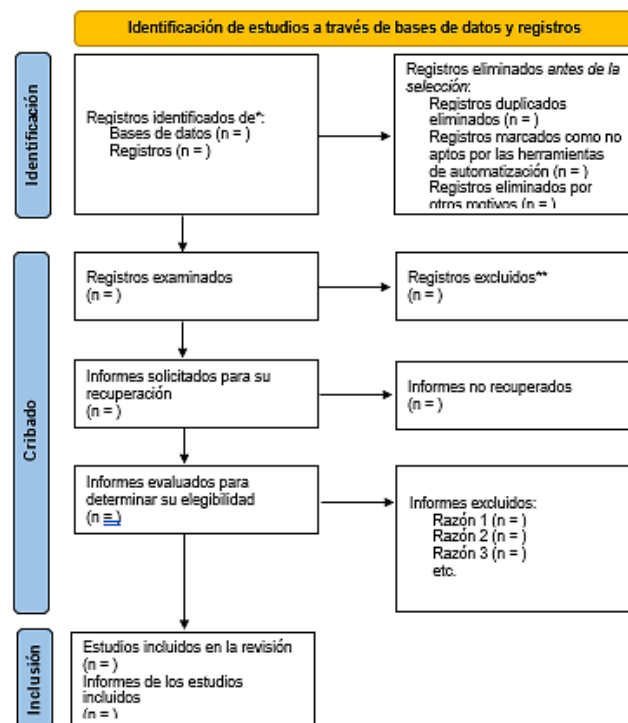 Identificación de estudios a través de bases de datos y registros
Identificación
Registros identificados de*:
Bases de datos (n = )
Registros (n = )
Registros eliminados antes de la
selección:
Registros duplicados
eliminados (n = )
Registros marcados como no
aptos por las herramientas
de automatización (n = )
Registros eliminados por
otros motivos (n = )
Cribado
Registros examinados
(n = )
Registros excluidos**
(n = )
Informes solicitados para su
recuperación
(n = )
Informes no recuperados
(n = )
Informes evaluados para
determinar su elegibilidad
(n = )
Informes excluidos:
Razón 1 (n = )
Razón 2 (n = )
Razón 3 (n = )
etc.
Inclusión
Estudios incluidos en la revisión
(n = )
Informes de los estudios
incluidos
(n = )